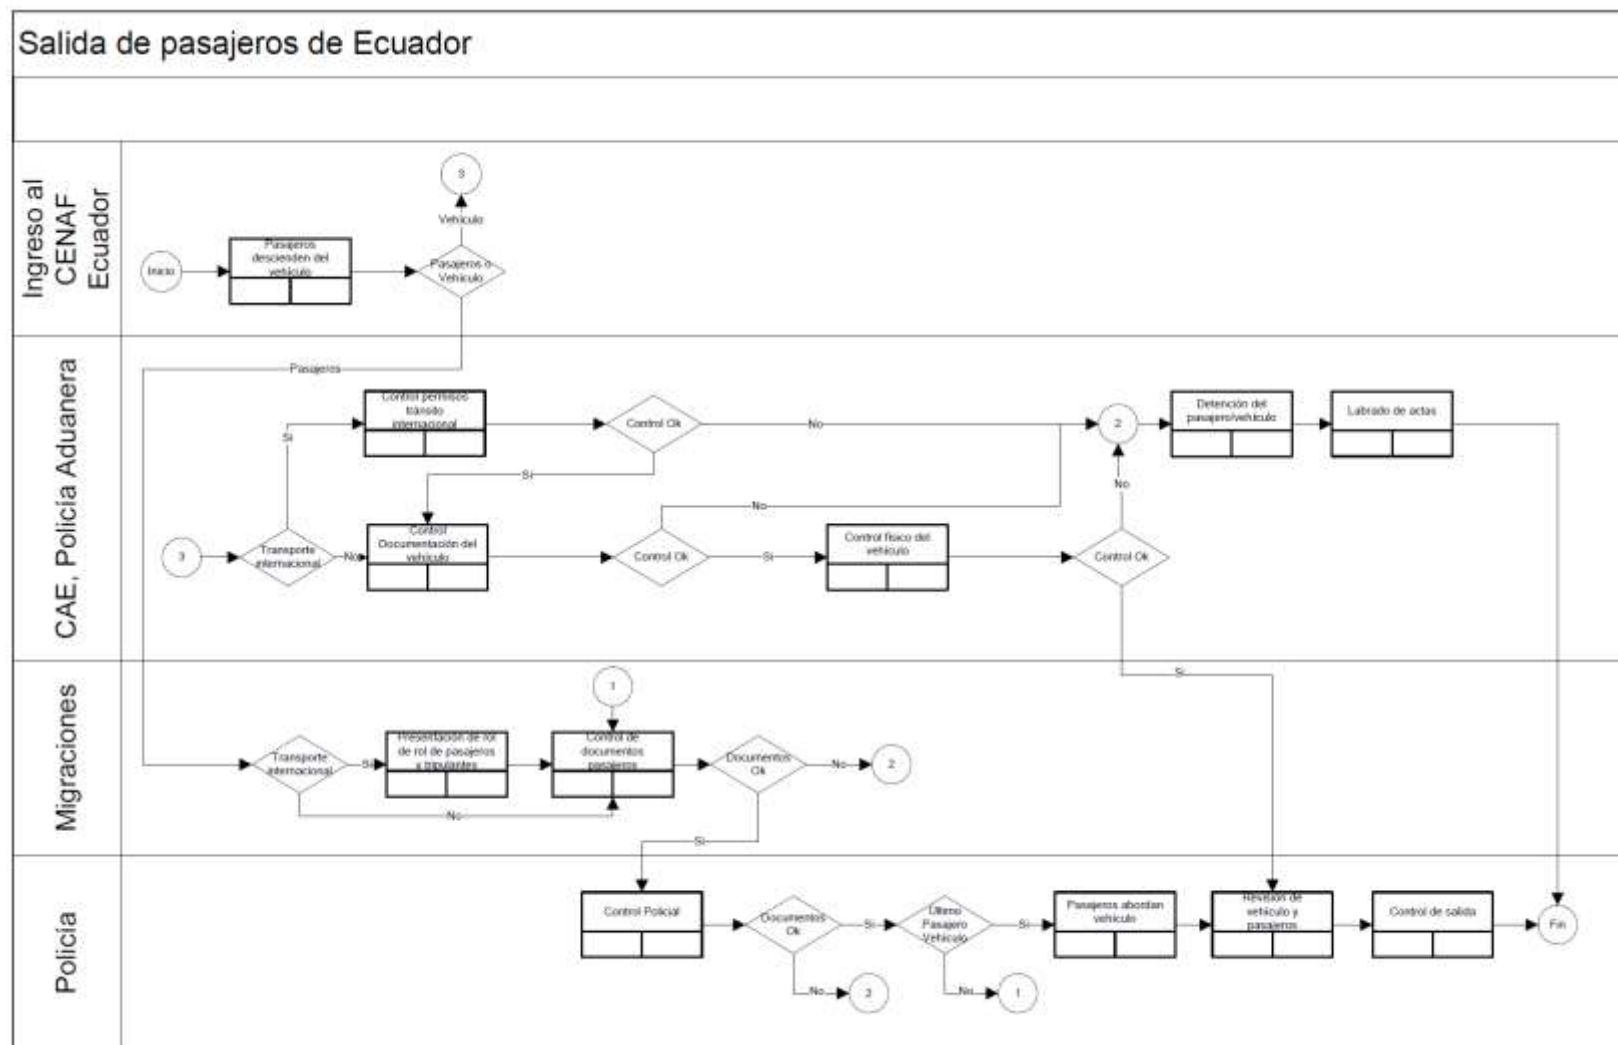 Salida de pasajeros de Ecuador
Ingreso al
CENAF
Ecuador
3
Vehículo
Inicio
Pasajeros
descienden del
vehículo
Pasajeros o
Vehículo
CAE, Policía Aduanera
Pasajeros
Control permisos
tránsito
internacional
Control Ok
No
2
Detención del
pasajero/vehículo
Labrado de actas
Si
Si
No
No
3
Transporte
internacional
No
Control
Documentación del
vehículo
Control Ok
Si
Control físico del
vehículo
Control Ok
Migraciones
Si
1
Transporte
internacional
Si
Presentación de rol
de rol de pasajeros
y tripulantes
Control de
documentos
pasajeros
Documentos
Ok
No
2
No
Si
Policía
Control Policial
Documentos
Ok
Si
Último
Pasajero
Vehículo
Si
Pasajeros abordan
vehículo
Revisión de
vehículo y
pasajeros
Control de salida
Fin
No
2
No
1